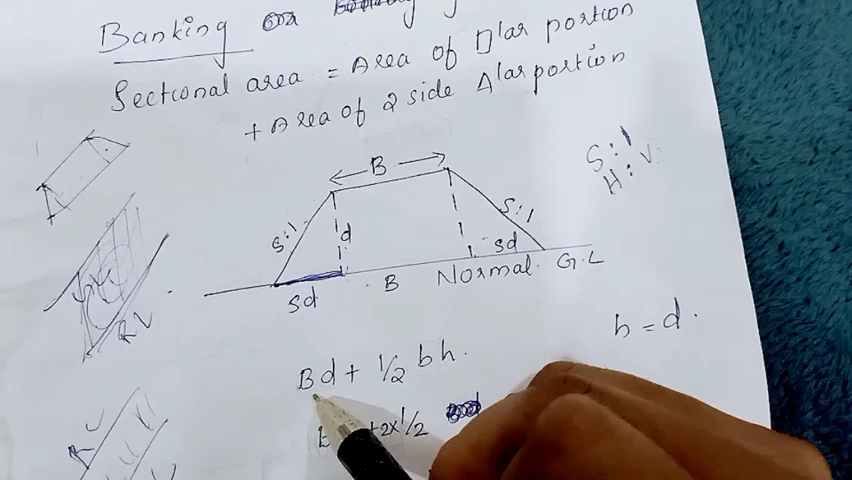 Banking or
Sectional area = Area of □lar portion
+ Area of 2 side Δlar portion
S:1
H:V
B
S:1
d
S:1
Sd
Sd
B
Normal G.L
h = d.
Bd + 1/2 bh.
+2x1/2